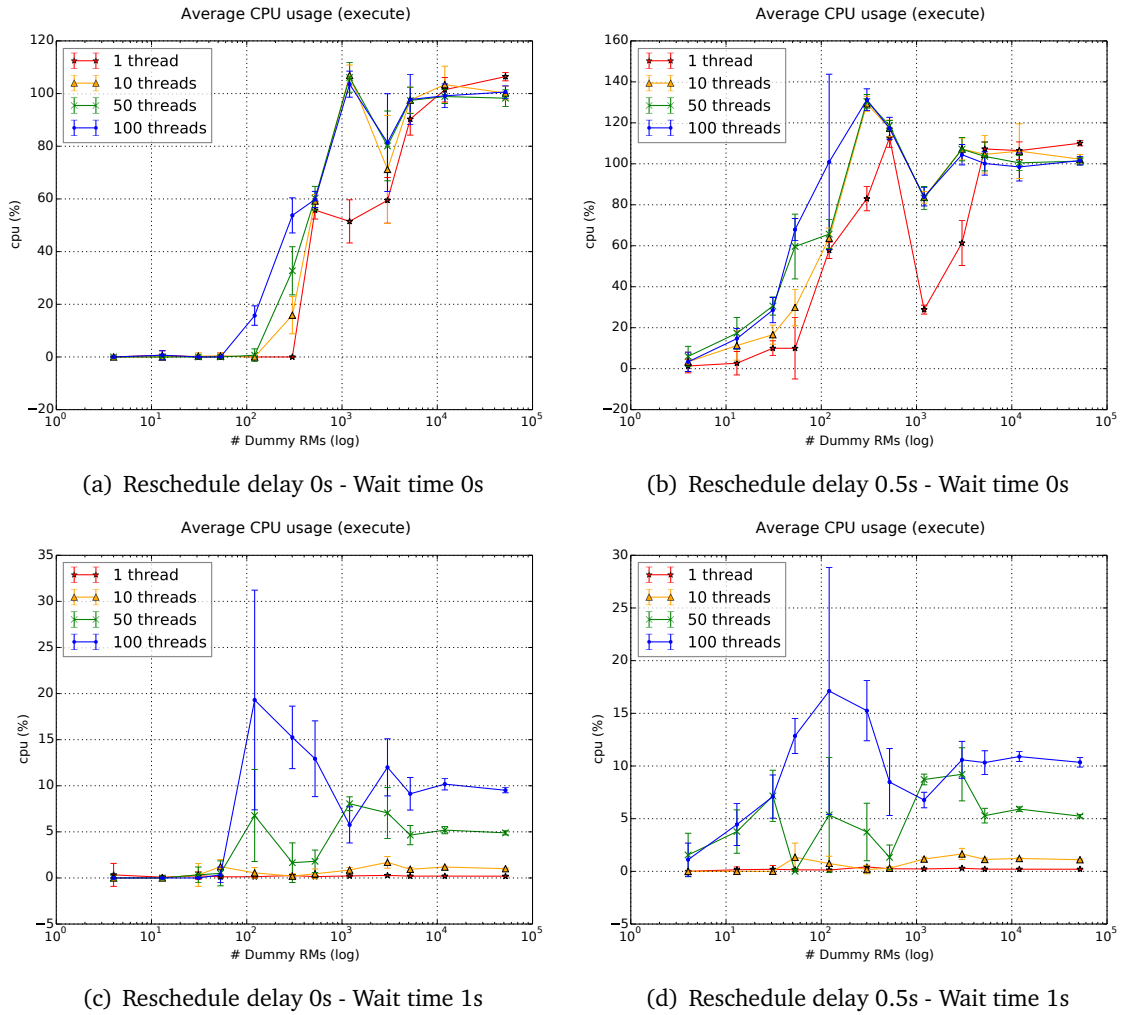 Average CPU usage (execute)
120
100
80
60
40
20
0
−20
cpu (%)
1 thread
10 threads
50 threads
100 threads
10^0
10^1
10^2
10^3
10^4
10^5
# Dummy RMs (log)
(a) Reschedule delay 0s - Wait time 0s
Average CPU usage (execute)
160
140
120
100
80
60
40
20
0
−20
cpu (%)
1 thread
10 threads
50 threads
100 threads
10^0
10^1
10^2
10^3
10^4
10^5
# Dummy RMs (log)
(b) Reschedule delay 0.5s - Wait time 0s
Average CPU usage (execute)
35
30
25
20
15
10
5
0
−5
cpu (%)
1 thread
10 threads
50 threads
100 threads
10^0
10^1
10^2
10^3
10^4
10^5
# Dummy RMs (log)
(c) Reschedule delay 0s - Wait time 1s
Average CPU usage (execute)
30
25
20
15
10
5
0
−5
cpu (%)
1 thread
10 threads
50 threads
100 threads
10^0
10^1
10^2
10^3
10^4
10^5
# Dummy RMs (log)
(d) Reschedule delay 0.5s - Wait time 1s